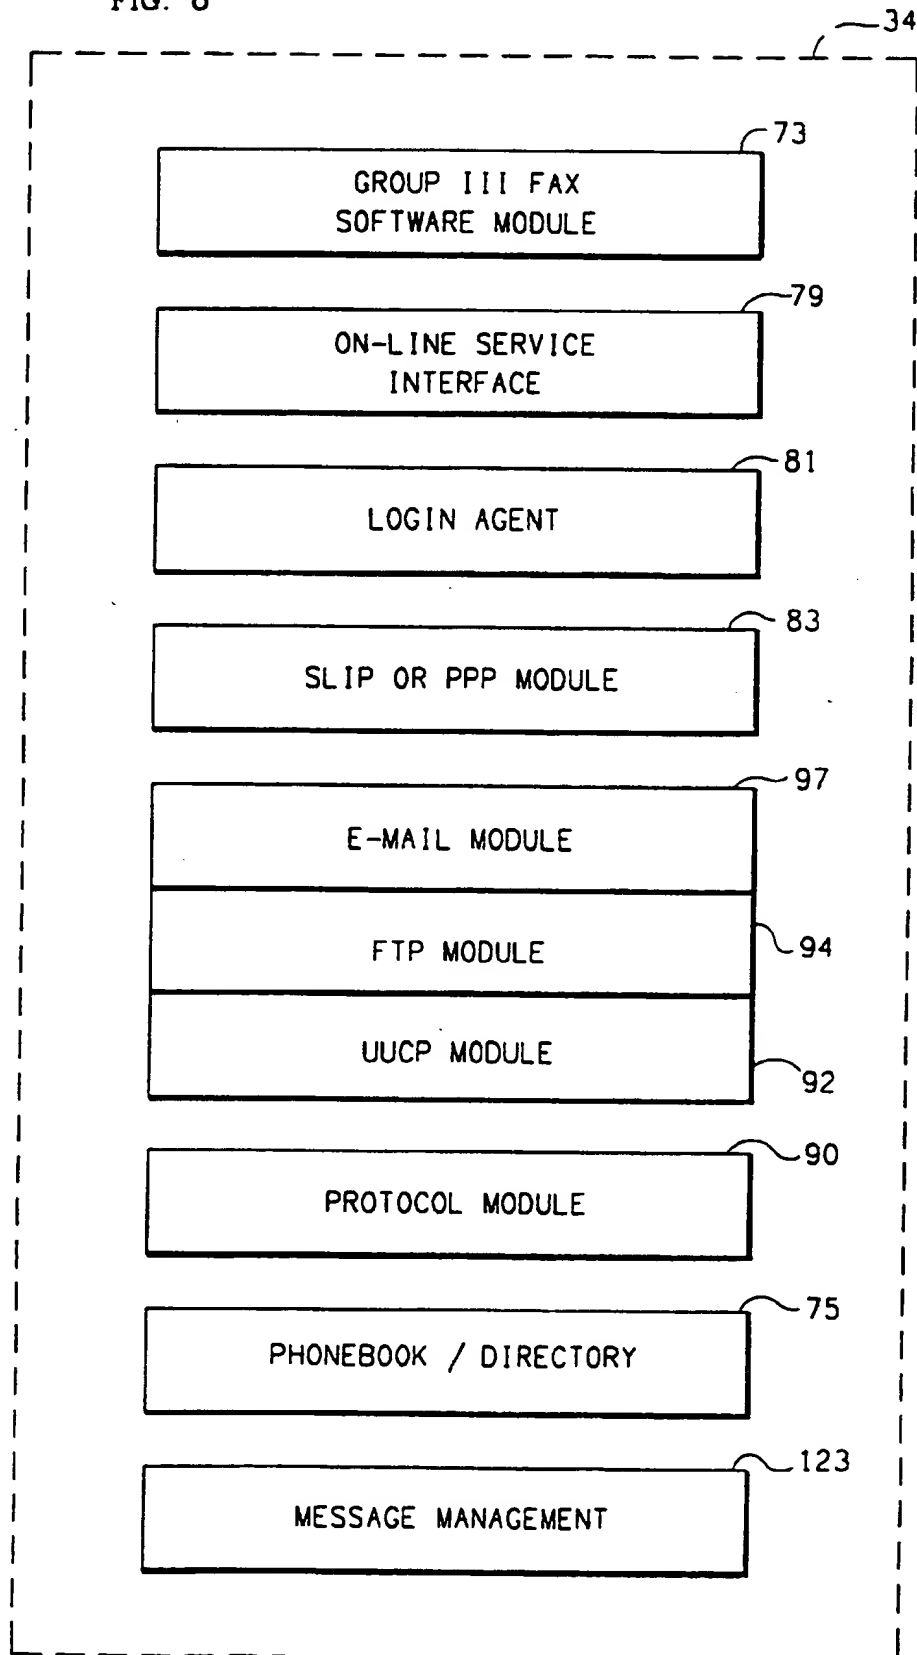 34
73
GROUP III FAX
SOFTWARE MODULE
79
ON-LINE SERVICE
INTERFACE
81
LOGIN AGENT
83
SLIP OR PPP MODULE
97
E-MAIL MODULE
FTP MODULE
94
UUCP MODULE
92
90
PROTOCOL MODULE
75
PHONEBOOK / DIRECTORY
123
MESSAGE MANAGEMENT